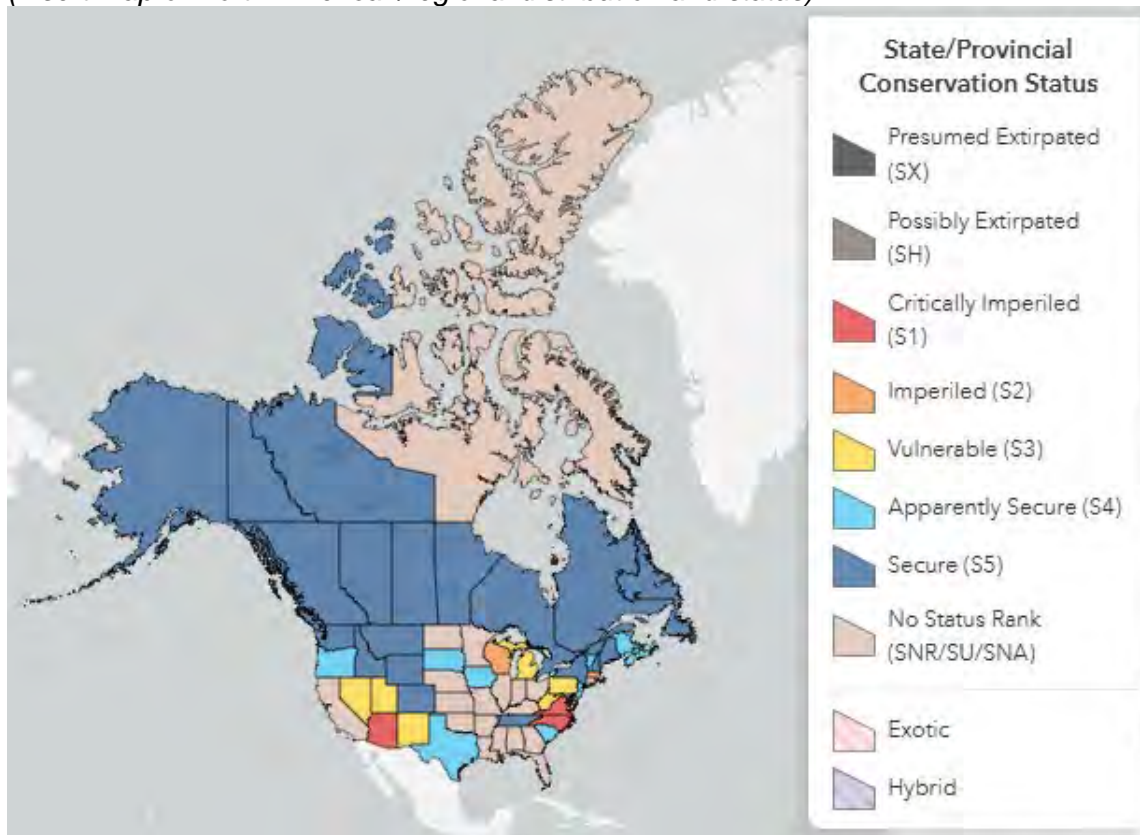 State/Provincial
Conservation Status
Presumed Extirpated
(SX)
Possibly Extirpated
(SH)
Critically Imperiled
(S1)
Imperiled (S2)
Vulnerable (S3)
Apparently Secure (S4)
Secure (S5)
No Status Rank
(SNR/SU/SNA)
Exotic
Hybrid